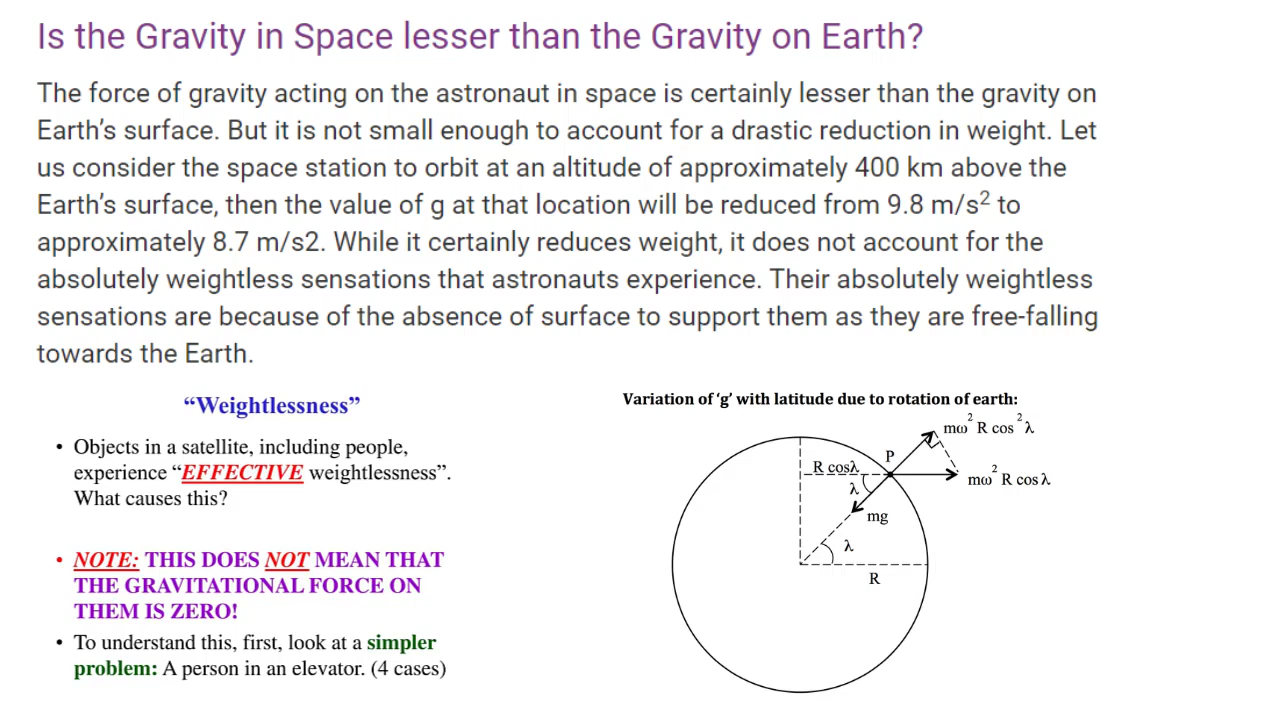 Is the Gravity in Space lesser than the Gravity on Earth?
The force of gravity acting on the astronaut in space is certainly lesser than the gravity on
Earth’s surface. But it is not small enough to account for a drastic reduction in weight. Let
us consider the space station to orbit at an altitude of approximately 400 km above the
Earth’s surface, then the value of g at that location will be reduced from 9.8 m/s² to
approximately 8.7 m/s2. While it certainly reduces weight, it does not account for the
absolutely weightless sensations that astronauts experience. Their absolutely weightless
sensations are because of the absence of surface to support them as they are free-falling
towards the Earth.
“Weightlessness”
• Objects in a satellite, including people,
experience “EFFECTIVE weightlessness”.
What causes this?
• NOTE: THIS DOES NOT MEAN THAT
THE GRAVITATIONAL FORCE ON
THEM IS ZERO!
• To understand this, first, look at a simpler
problem: A person in an elevator. (4 cases)
Variation of ‘g’ with latitude due to rotation of earth:
mω² R cos² λ
P
R cosλ
mω² R cos λ
λ
mg
λ
R